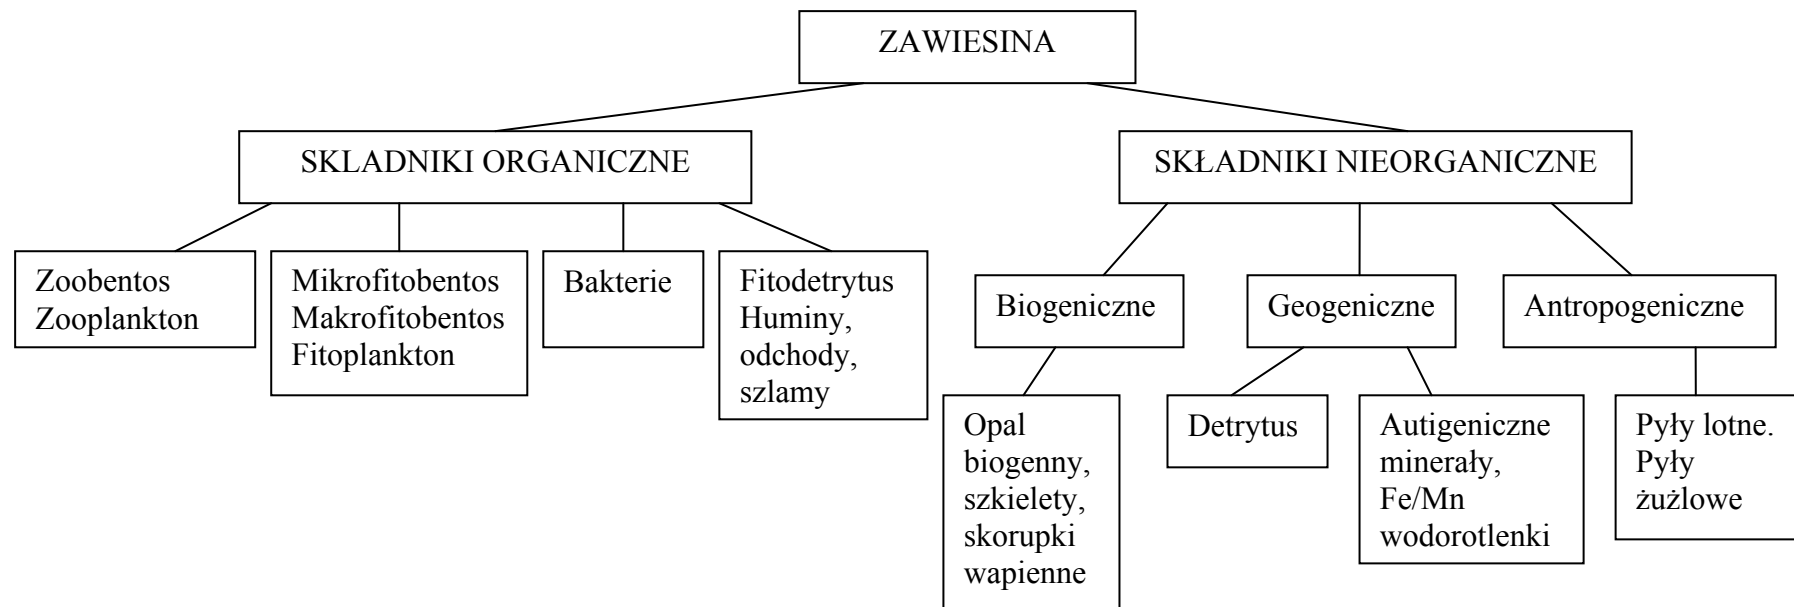 ZAWIESINA
SKLADNIKI ORGANICZNE
SKŁADNIKI NIEORGANICZNE
Zoobentos
Zooplankton
Mikrofitobentos
Makrofitobentos
Fitoplankton
Bakterie
Fitodetrytus
Huminy,
odchody,
szlamy
Biogeniczne
Geogeniczne
Antropogeniczne
Opal
biogenny,
szkielety,
skorupki
wapienne
Detrytus
Autigeniczne
minerały,
Fe/Mn
wodorotlenki
Pyły lotne.
Pyły
żużlowe